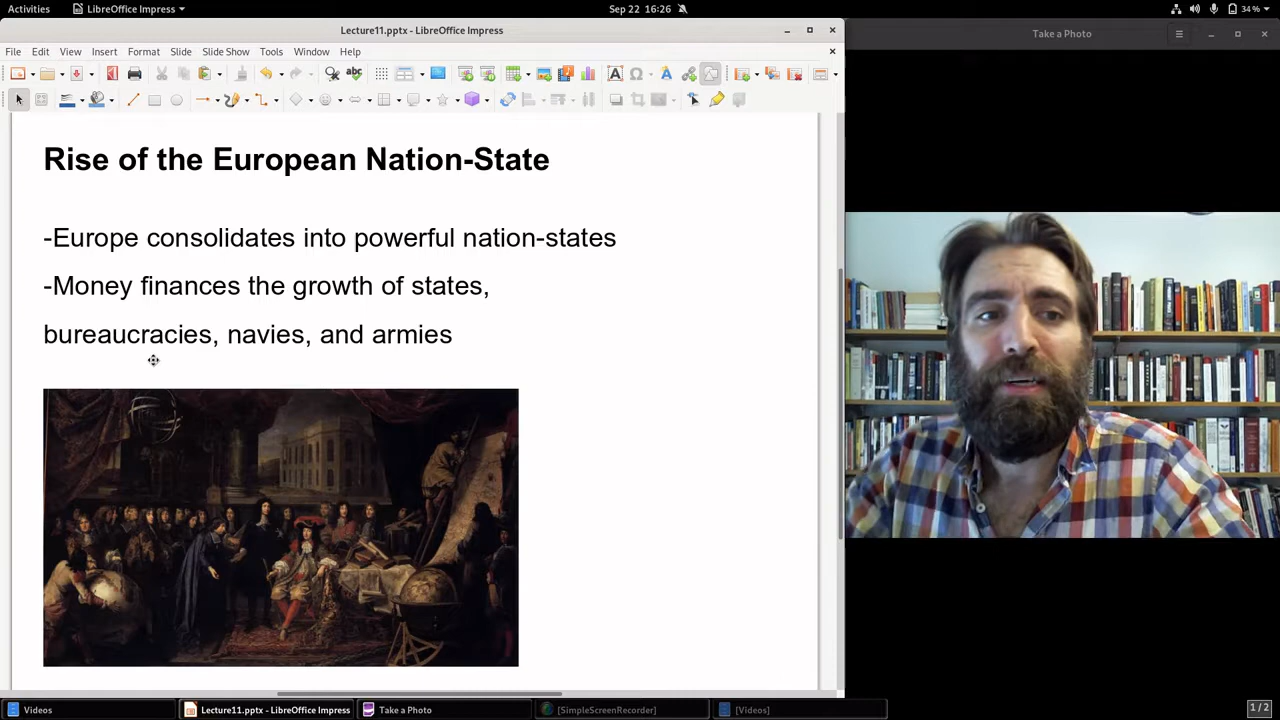 Activities
LibreOffice Impress
Sep 22 16:26
34%
Lecture11.pptx - LibreOffice Impress
Take a Photo
File Edit View Insert Format Slide Slide Show Tools Window Help
abc
Rise of the European Nation-State
-Europe consolidates into powerful nation-states
-Money finances the growth of states,
bureaucracies, navies, and armies
Videos
Lecture11.pptx - LibreOffice Impress
Take a Photo
[SimpleScreenRecorder]
[Videos]
1 / 2